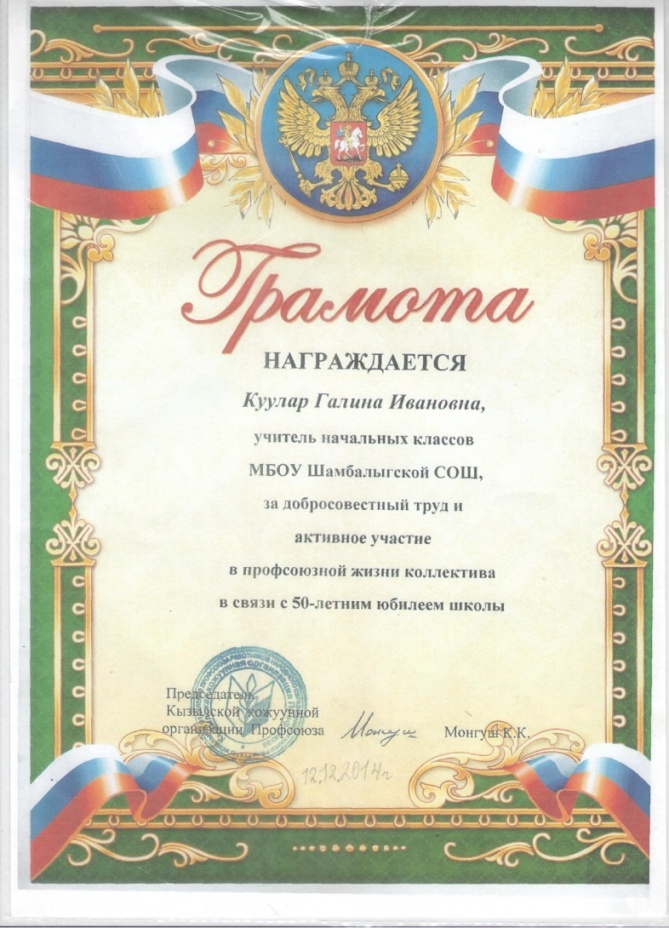 Грамота
НАГРАЖДАЕТСЯ
Куулар Галина Ивановна,
учитель начальных классов
МБОУ Шамбалыгской СОШ,
за добросовестный труд и
активное участие
в профсоюзной жизни коллектива
в связи с 50-летним юбилеем школы
Председатель
Кызылской кожуунной
организации Профсоюза Монгуш К.К.
12.12.2014г